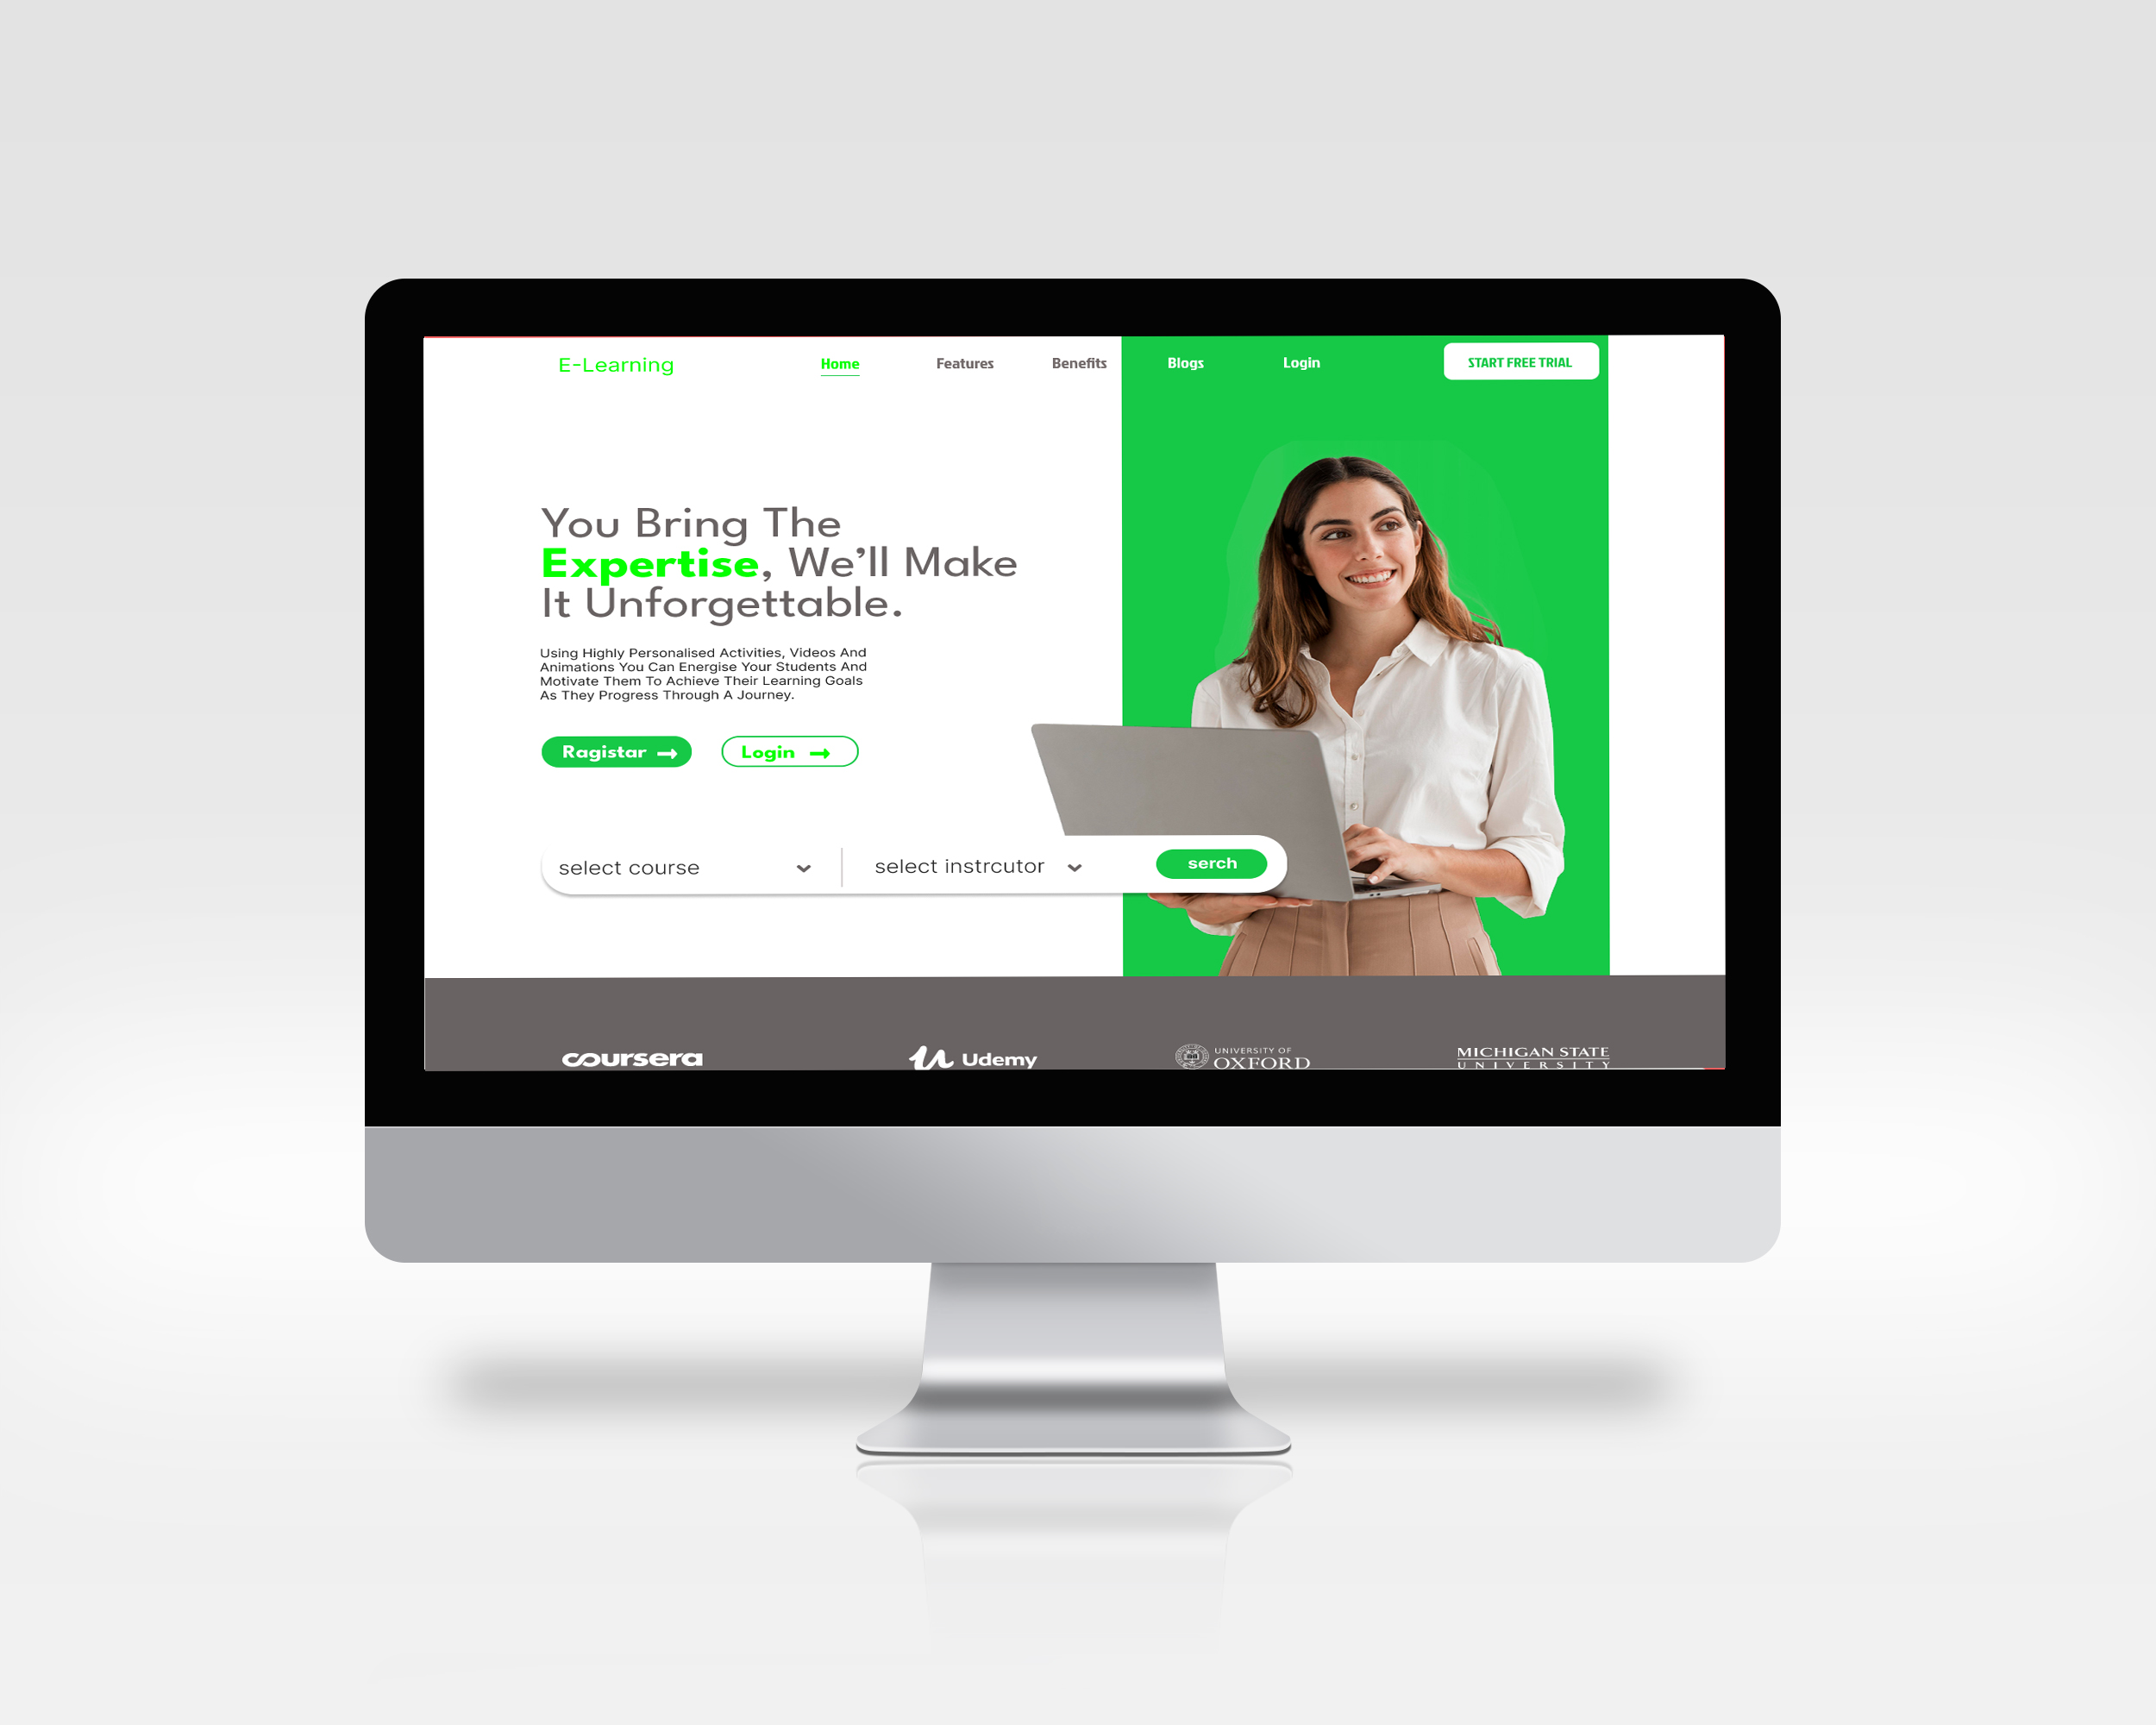 E-Learning
Home
Features
Benefits
Blogs
Login
START FREE TRIAL
You Bring The
Expertise, We’ll Make
It Unforgettable.
Using Highly Personalised Activities, Videos And
Animations You Can Energise Your Students And
Motivate Them To Achieve Their Learning Goals
As They Progress Through A Journey.
Ragistar
Login
select course
select instrcutor
serch
coursera
Udemy
UNIVERSITY OF
OXFORD
MICHIGAN STATE
UNIVERSITY